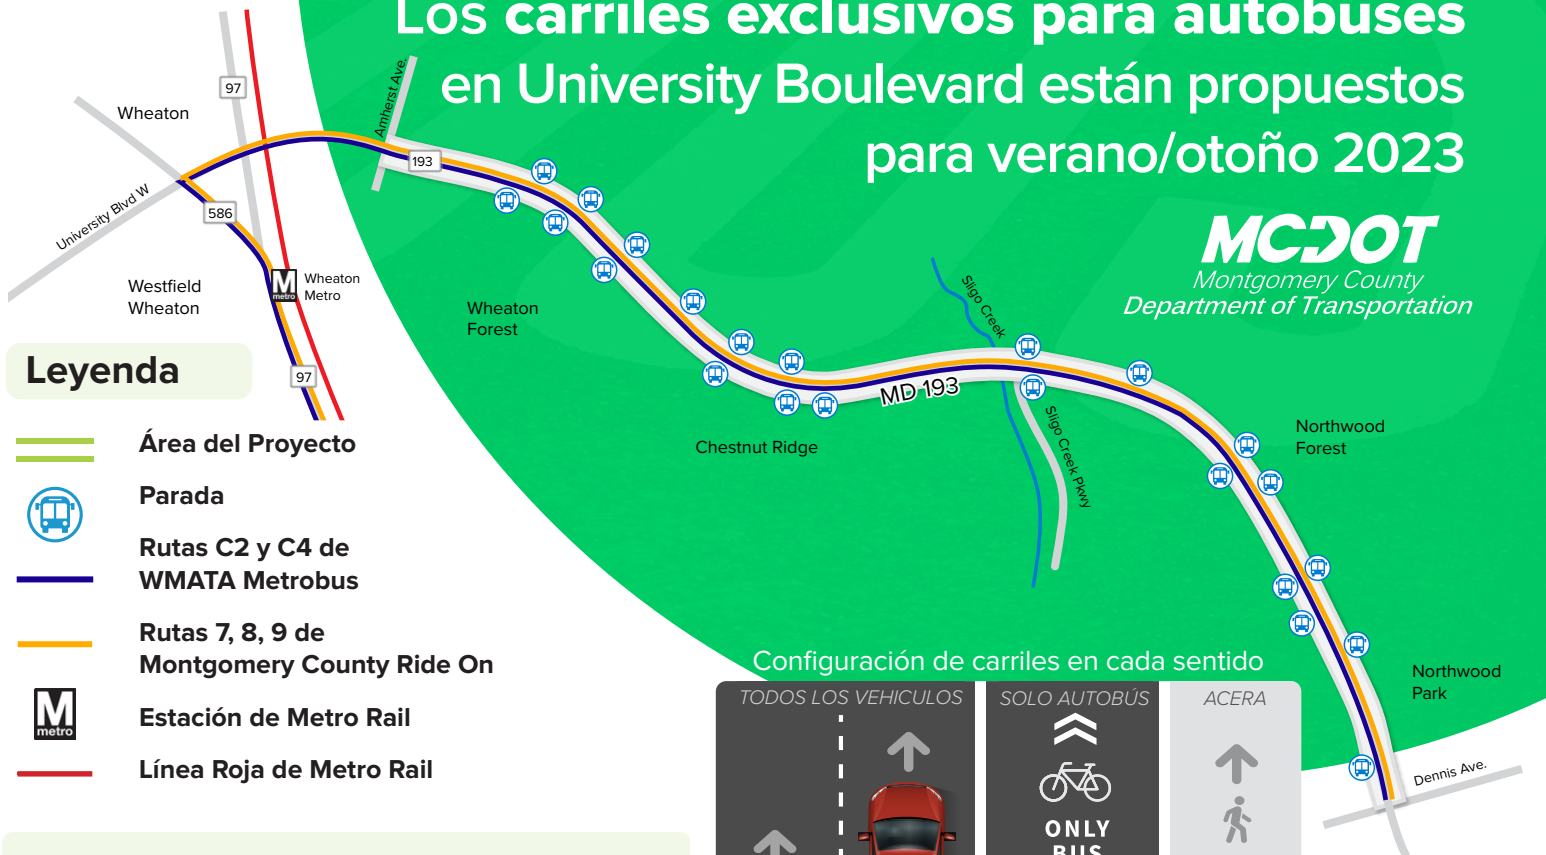 Los carriles exclusivos para autobuses
en University Boulevard están propuestos
para verano/otoño 2023
MCDOT
Montgomery County
Department of Transportation
97
Wheaton
Amherst Ave.
193
University Blvd W
586
Westfield
Wheaton
M
metro
Wheaton
Metro
97
Wheaton
Forest
Sligo Creek
MD 193
Chestnut Ridge
Sligo Creek Pkwy
Northwood
Forest
Northwood
Park
Dennis Ave.
Leyenda
Área del Proyecto
Parada
Rutas C2 y C4 de
WMATA Metrobus
Rutas 7, 8, 9 de
Montgomery County Ride On
M
metro
Estación de Metro Rail
Línea Roja de Metro Rail
Configuración de carriles en cada sentido
TODOS LOS VEHICULOS
SOLO AUTOBÚS
ACERA
ONLY
BUS